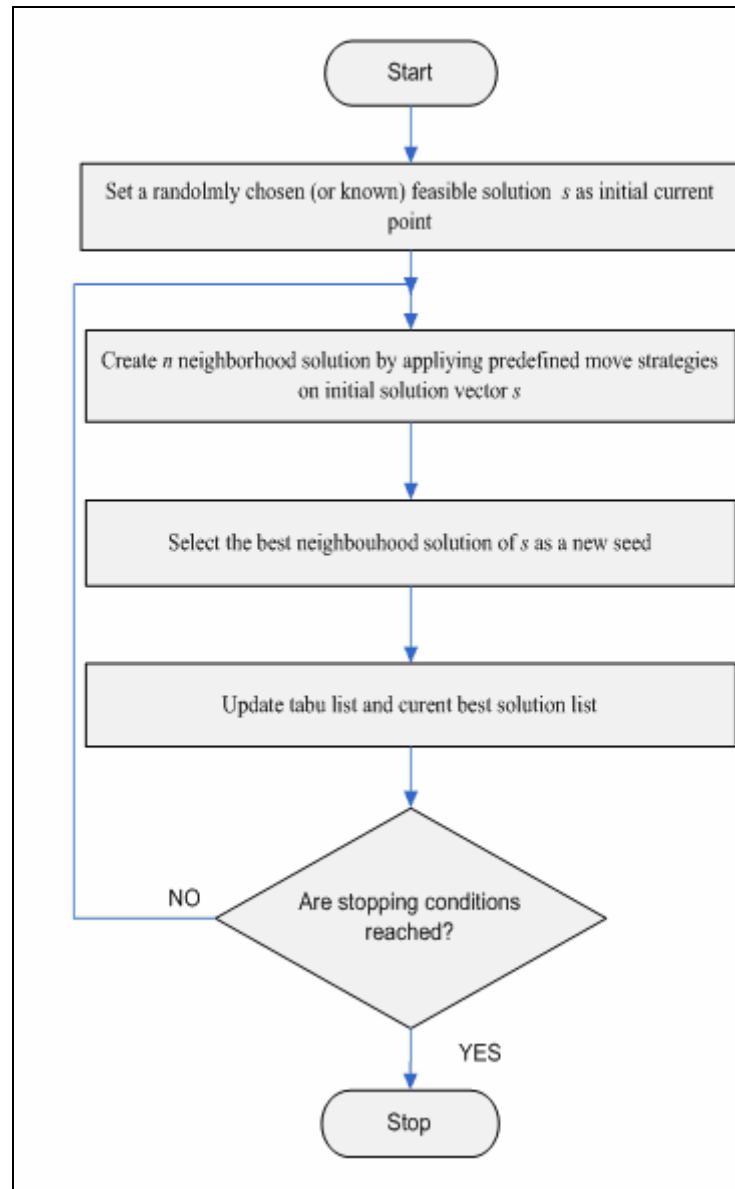 Start
Set a randolmly chosen (or known) feasible solution s as initial current
point
Create n neighborhood solution by appliying predefined move strategies
on initial solution vector s
Select the best neighbouhood solution of s as a new seed
Update tabu list and curent best solution list
Are stopping conditions
reached?
NO
YES
Stop